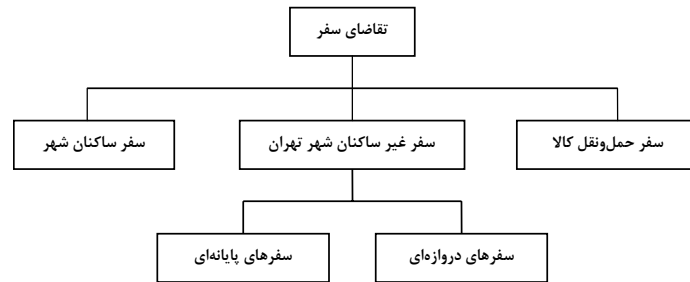 تقاضای سفر
سفر حمل‌ونقل کالا
سفر غیر ساکنان شهر تهران
سفر ساکنان شهر
سفرهای دروازه‌ای
سفرهای پایانه‌ای